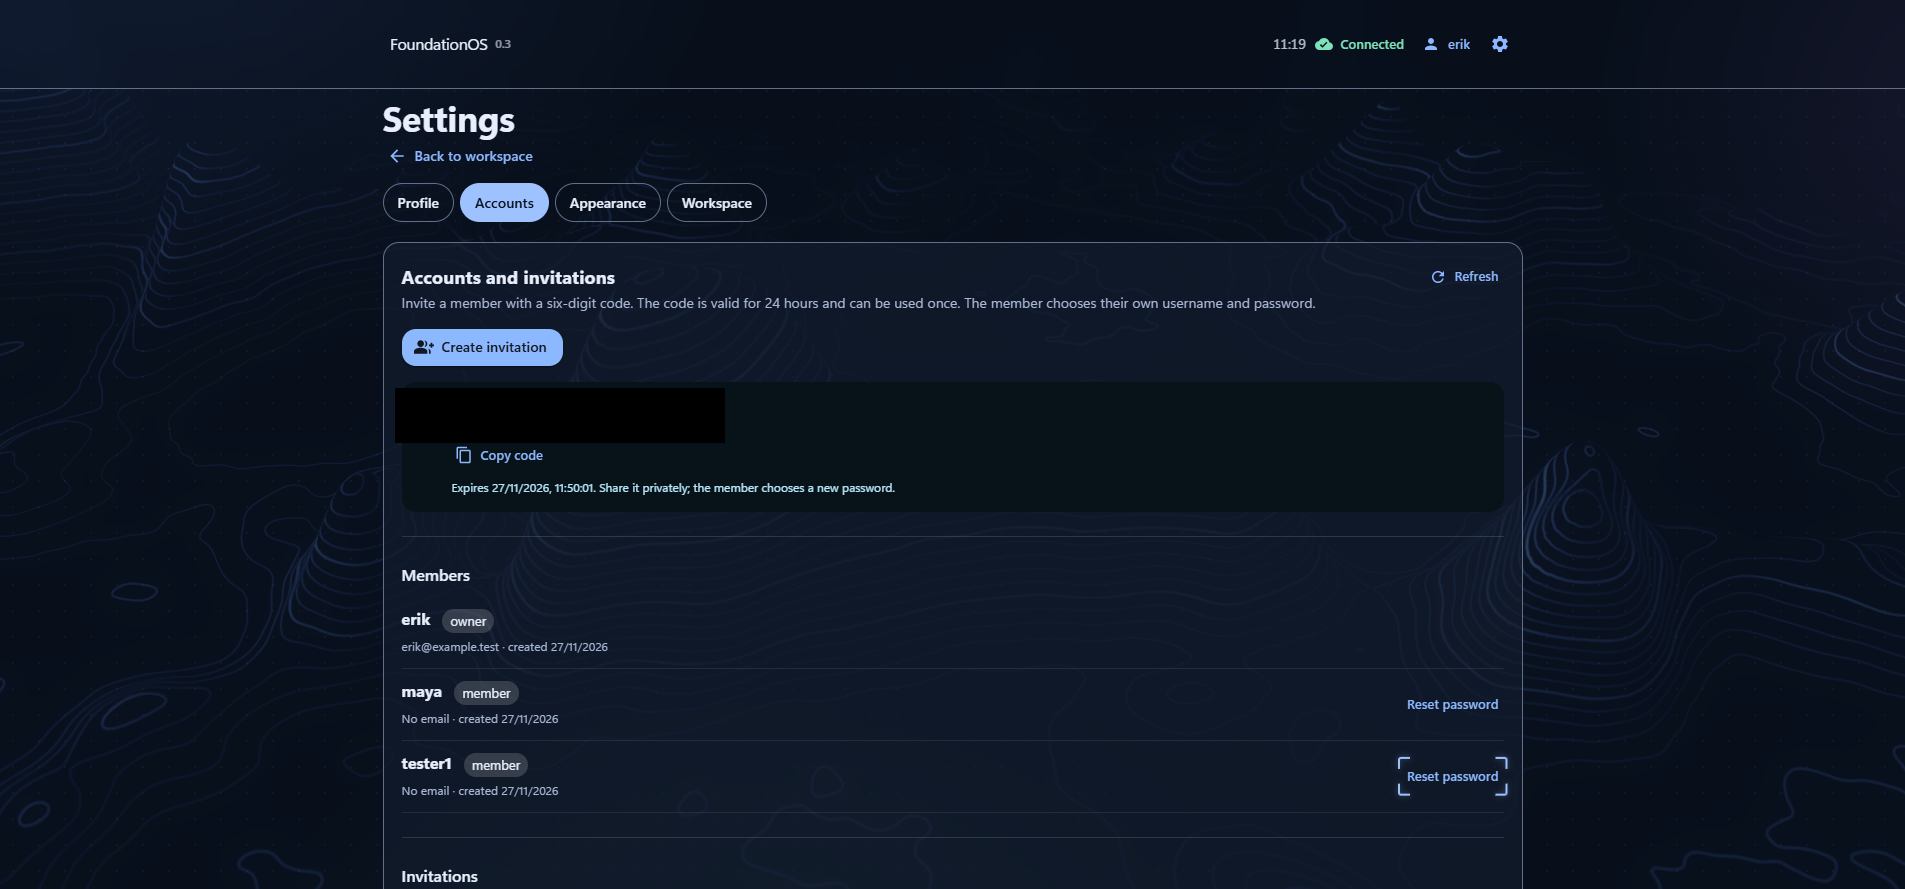 FoundationOS 0.3
11:19 Connected erik
Settings
Back to workspace
Profile Accounts Appearance Workspace
Accounts and invitations
Refresh
Invite a member with a six-digit code. The code is valid for 24 hours and can be used once. The member chooses their own username and password.
Create invitation
Copy code
Expires 27/11/2026, 11:50:01. Share it privately; the member chooses a new password.
Members
erik owner
erik@example.test · created 27/11/2026
maya member
No email · created 27/11/2026
Reset password
tester1 member
No email · created 27/11/2026
Reset password
Invitations